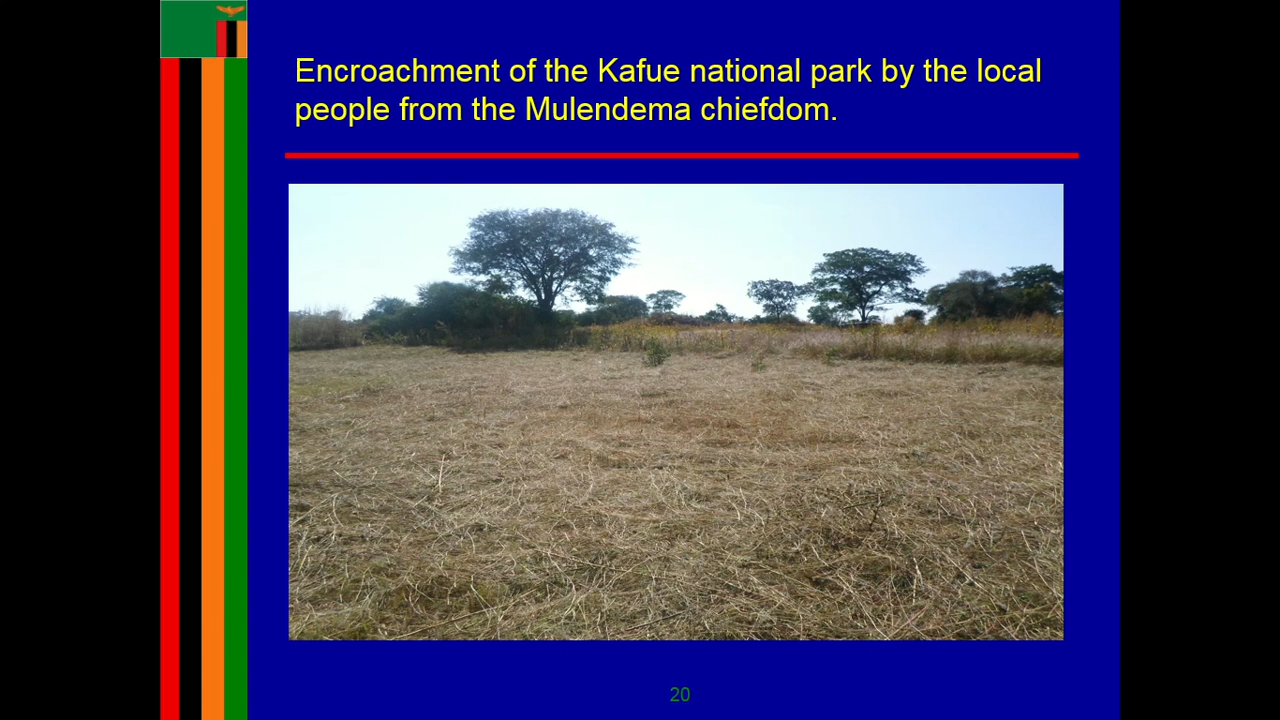 Encroachment of the Kafue national park by the local
people from the Mulendema chiefdom.
20